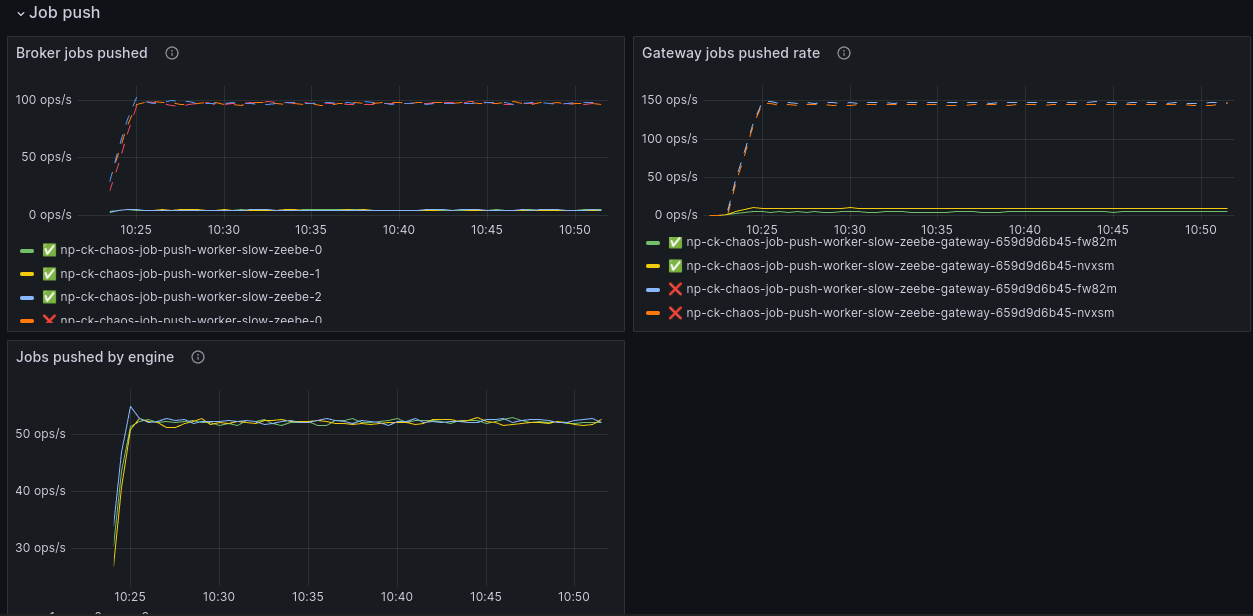 Job push
Broker jobs pushed
100 ops/s
50 ops/s
0 ops/s
10:25 10:30 10:35 10:40 10:45 10:50
✅ np-ck-chaos-job-push-worker-slow-zeebe-0
✅ np-ck-chaos-job-push-worker-slow-zeebe-1
✅ np-ck-chaos-job-push-worker-slow-zeebe-2
❌ np-ck-chaos-job-push-worker-slow-zeebe-0
Gateway jobs pushed rate
150 ops/s
100 ops/s
50 ops/s
0 ops/s
10:25 10:30 10:35 10:40 10:45 10:50
✅ np-ck-chaos-job-push-worker-slow-zeebe-gateway-659d9d6b45-fw82m
✅ np-ck-chaos-job-push-worker-slow-zeebe-gateway-659d9d6b45-nvxsm
❌ np-ck-chaos-job-push-worker-slow-zeebe-gateway-659d9d6b45-fw82m
❌ np-ck-chaos-job-push-worker-slow-zeebe-gateway-659d9d6b45-nvxsm
Jobs pushed by engine
50 ops/s
40 ops/s
30 ops/s
10:25 10:30 10:35 10:40 10:45 10:50